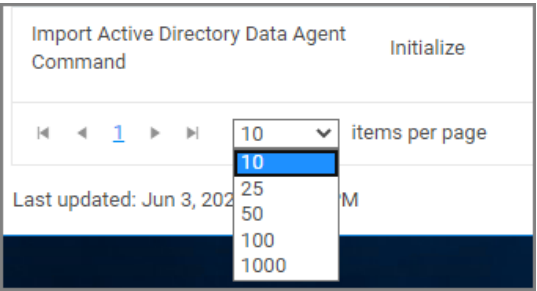 Import Active Directory Data Agent
Command
Initialize
1
10
items per page
10
25
50
100
1000
Last updated: Jun 3, 202 PM